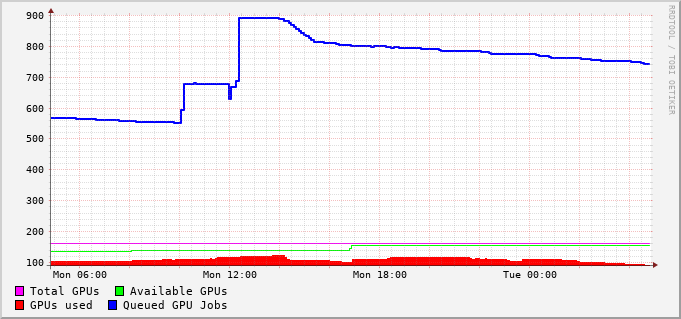 900
800
700
600
500
400
300
200
100
Mon 06:00 Mon 12:00 Mon 18:00 Tue 00:00
Total GPUs Available GPUs
GPUs used Queued GPU Jobs
RRDTOOL / TOBI OETIKER